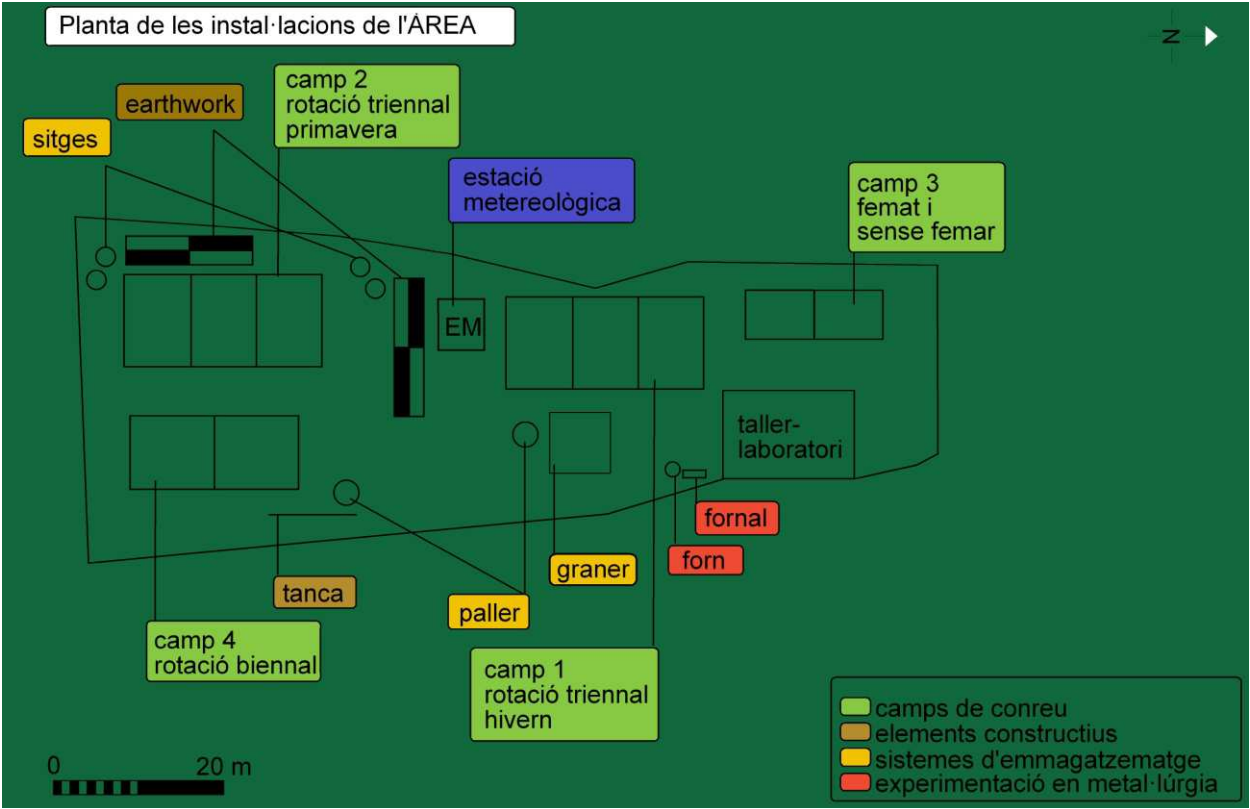 Planta de les instal·lacions de l'ÀREA
N
earthwork
sitges
camp 2
rotació triennal
primavera
estació
metereològica
camp 3
femat i
sense femar
EM
taller-
laboratori
fornal
forn
graner
tanca
paller
camp 4
rotació biennal
camp 1
rotació triennal
hivern
camps de conreu
elements constructius
sistemes d'emmagatzematge
experimentació en metal·lúrgia
0 20 m